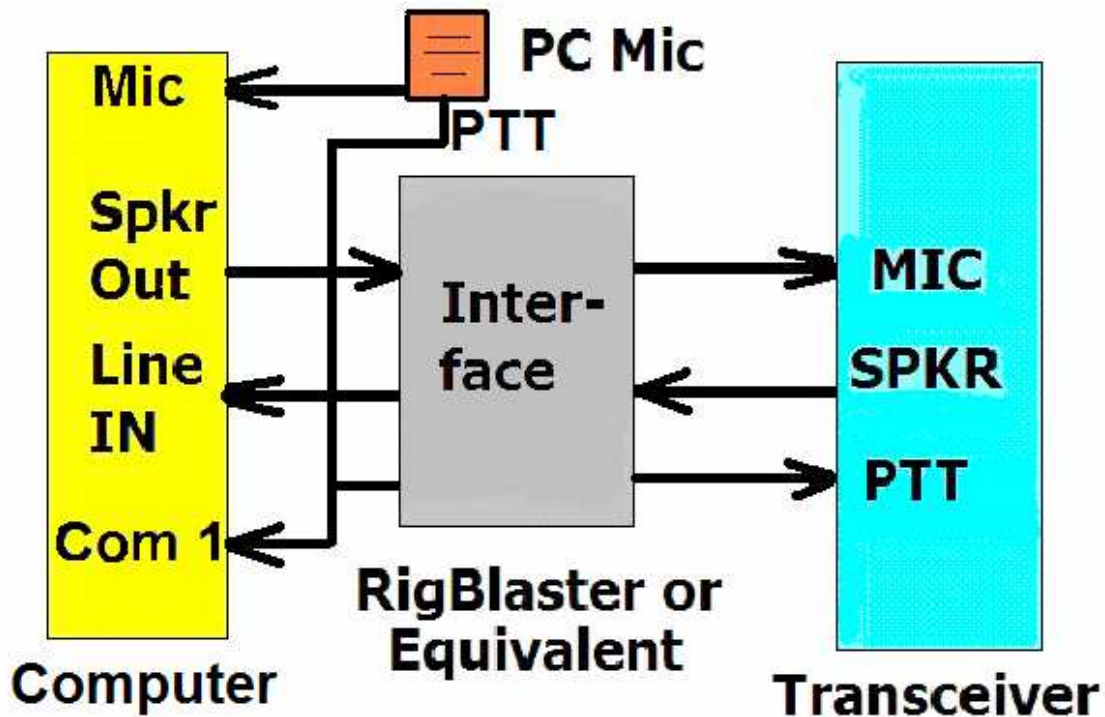 PC Mic
PTT
Mic
Spkr
Out
Line
IN
Com 1
Computer
Inter-
face
RigBlaster or
Equivalent
MIC
SPKR
PTT
Transceiver